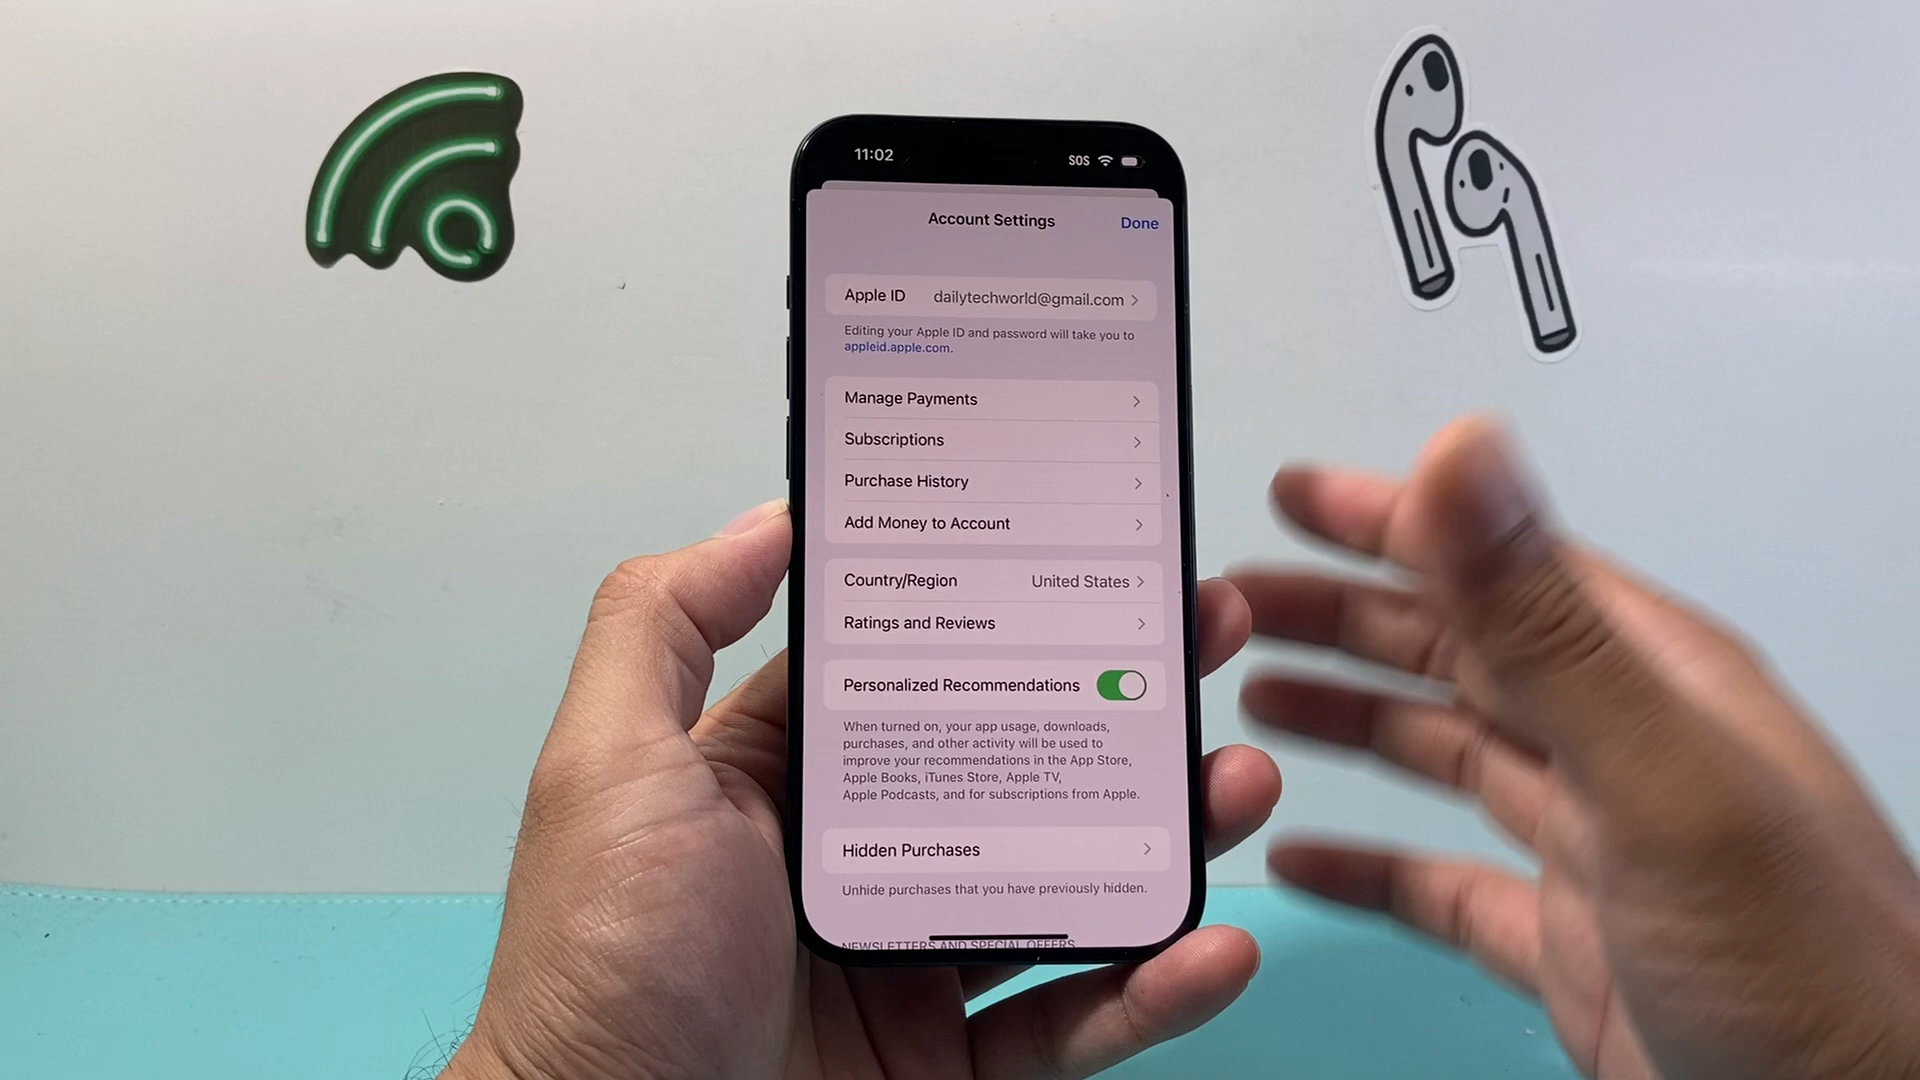 11:02
SOS
Account Settings
Done
Apple ID dailytechworld@gmail.com
Editing your Apple ID and password will take you to
appleid.apple.com.
Manage Payments
Subscriptions
Purchase History
Add Money to Account
Country/Region United States
Ratings and Reviews
Personalized Recommendations
When turned on, your app usage, downloads,
purchases, and other activity will be used to
improve your recommendations in the App Store,
Apple Books, iTunes Store, Apple TV,
Apple Podcasts, and for subscriptions from Apple.
Hidden Purchases
Unhide purchases that you have previously hidden.
NEWSLETTERS AND SPECIAL OFFERS